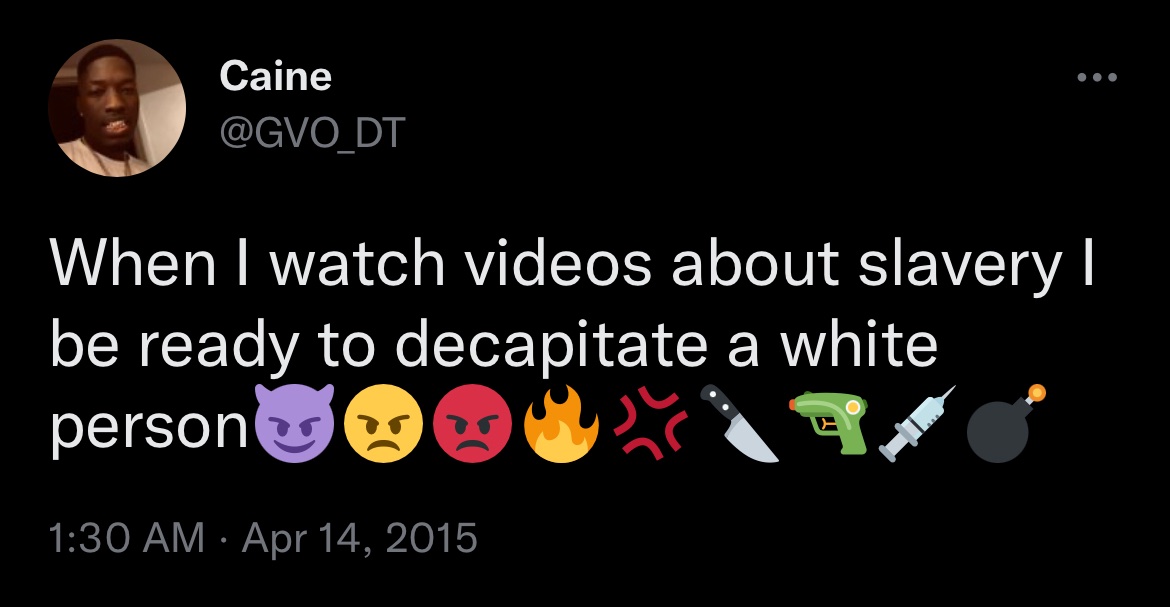 Caine
@GVO_DT
When I watch videos about slavery I
be ready to decapitate a white
person😈😠😡🔥💢🔪🔫💉💣
1:30 AM · Apr 14, 2015